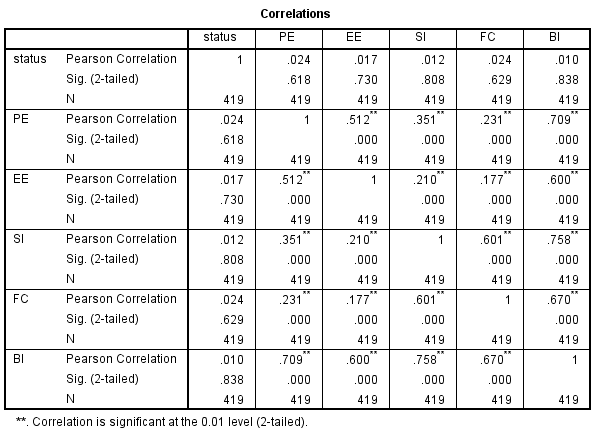 Correlations
status PE EE SI FC BI
status Pearson Correlation 1 .024 .017 .012 .024 .010
Sig. (2-tailed) .618 .730 .808 .629 .838
N 419 419 419 419 419 419
PE Pearson Correlation .024 1 .512** .351** .231** .709**
Sig. (2-tailed) .618 .000 .000 .000 .000
N 419 419 419 419 419 419
EE Pearson Correlation .017 .512** 1 .210** .177** .600**
Sig. (2-tailed) .730 .000 .000 .000 .000
N 419 419 419 419 419 419
SI Pearson Correlation .012 .351** .210** 1 .601** .758**
Sig. (2-tailed) .808 .000 .000 .000 .000
N 419 419 419 419 419 419
FC Pearson Correlation .024 .231** .177** .601** 1 .670**
Sig. (2-tailed) .629 .000 .000 .000 .000
N 419 419 419 419 419 419
BI Pearson Correlation .010 .709** .600** .758** .670** 1
Sig. (2-tailed) .838 .000 .000 .000 .000
N 419 419 419 419 419 419
**. Correlation is significant at the 0.01 level (2-tailed).